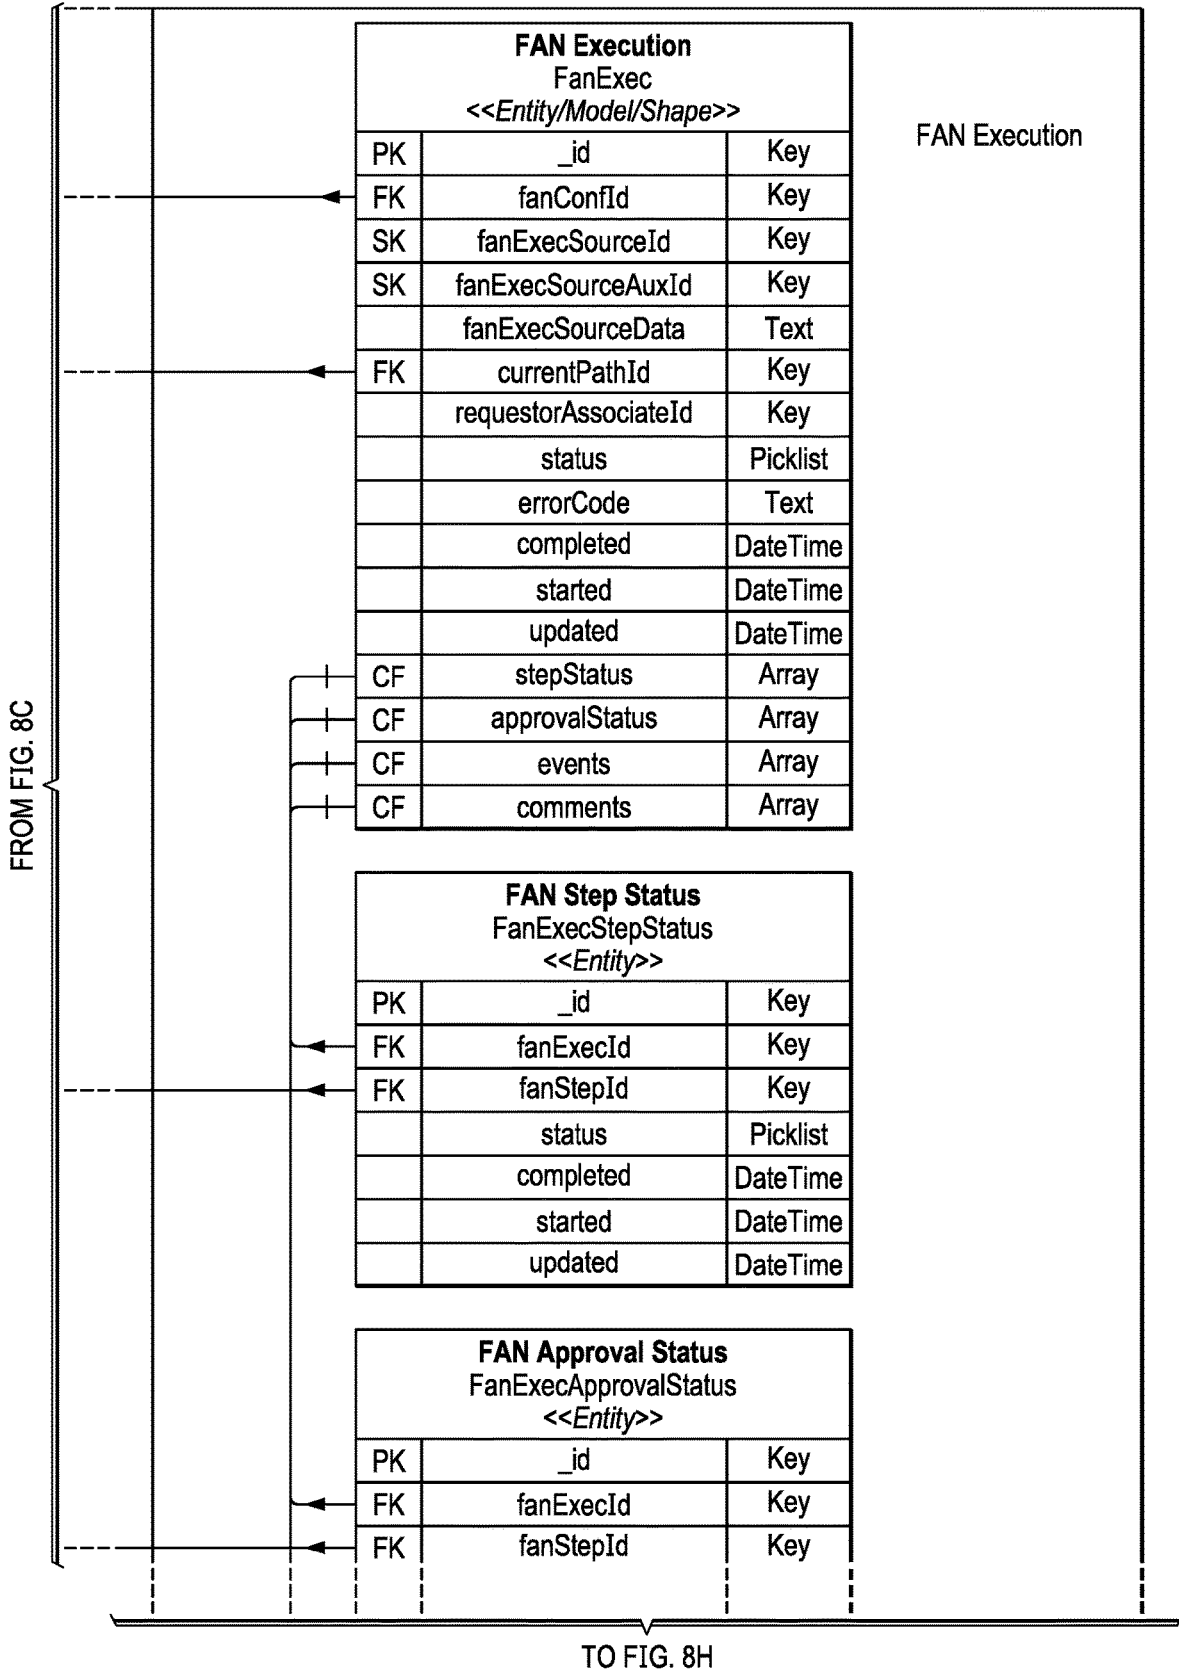 FAN Execution
FanExec
<<Entity/Model/Shape>>
FAN Execution
PK _id Key
FK fanConfId Key
SK fanExecSourceId Key
SK fanExecSourceAuxId Key
fanExecSourceData Text
FK currentPathId Key
requestorAssociateId Key
status Picklist
errorCode Text
completed DateTime
started DateTime
updated DateTime
CF stepStatus Array
CF approvalStatus Array
CF events Array
CF comments Array
FROM FIG. 8C
FAN Step Status
FanExecStepStatus
<<Entity>>
PK _id Key
FK fanExecId Key
FK fanStepId Key
status Picklist
completed DateTime
started DateTime
updated DateTime
FAN Approval Status
FanExecApprovalStatus
<<Entity>>
PK _id Key
FK fanExecId Key
FK fanStepId Key
TO FIG. 8H